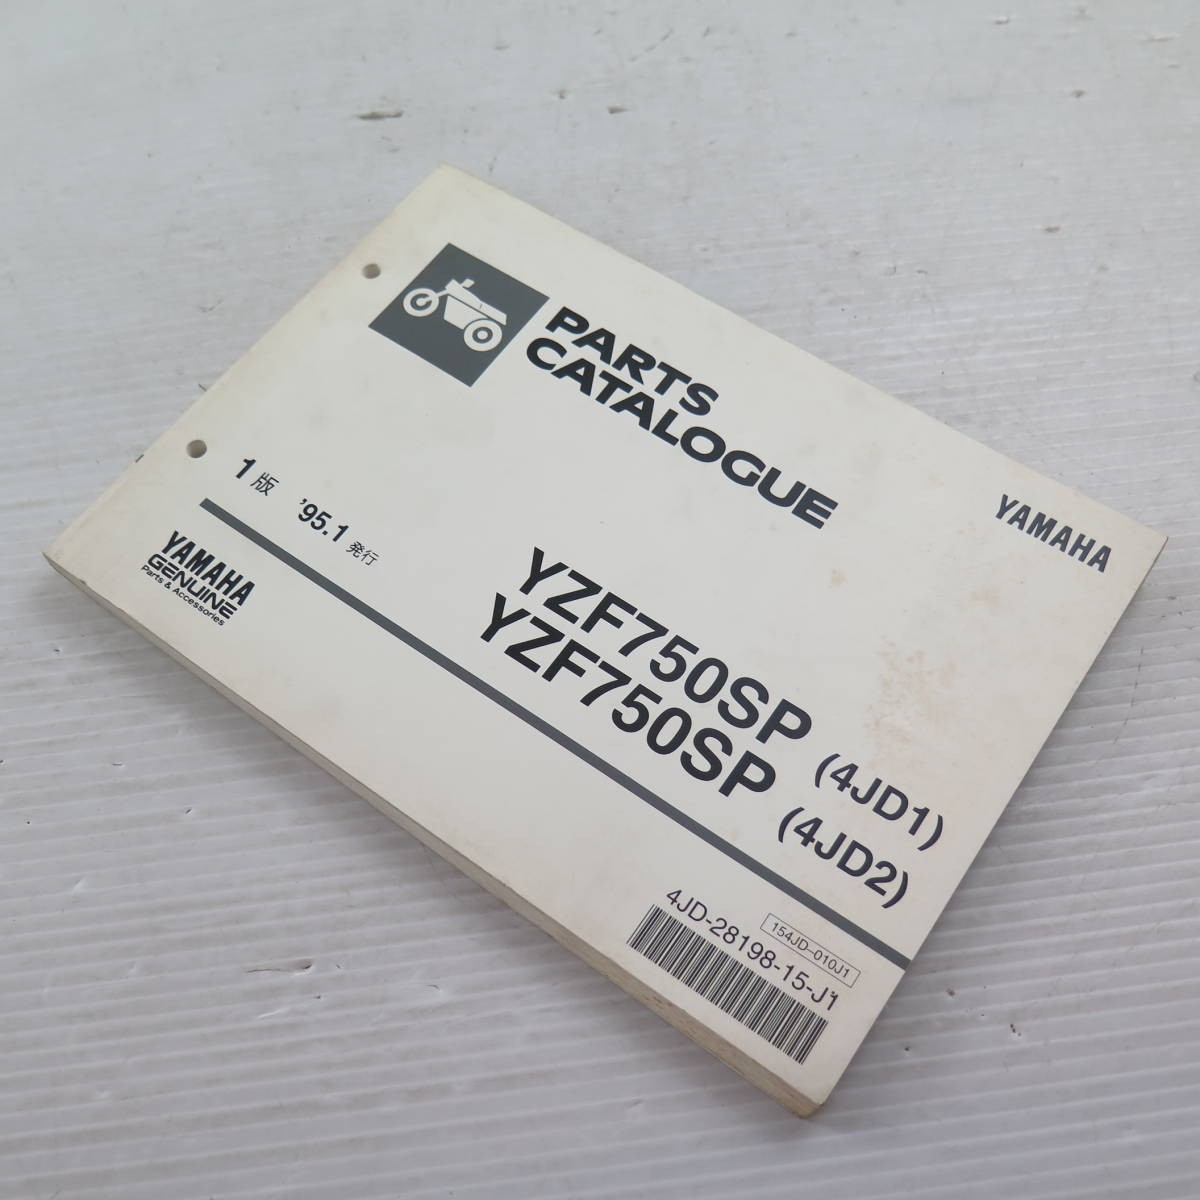 PARTS
CATALOGUE
YAMAHA
1版 '95.1 発行
YAMAHA
GENUINE
Parts & Accessories
YZF750SP (4JD1)
YZF750SP (4JD2)
154JD-010J1
4JD-28198-15-J1